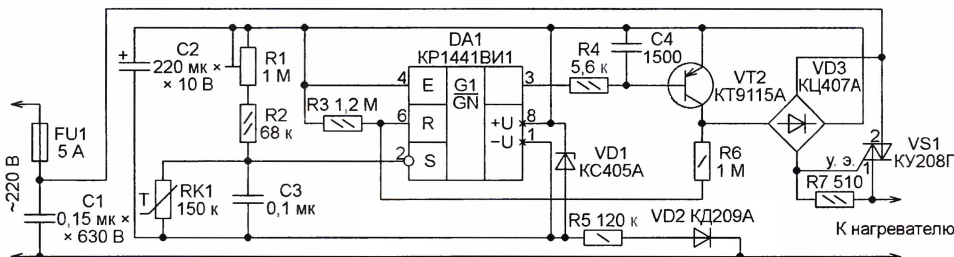 DA1
КР1441ВИ1
C2
220 мк ×
× 10 В
+
R1
1 М
R2
68 к
R3 1,2 М
4
6
2
E
R
S
G1
GN
+U
−U
3
8
1
R4
5,6 к
C4
1500
VT2
КТ9115А
VD3
КЦ407А
FU1
5 А
~220 В
C1
0,15 мк ×
× 630 В
T
RK1
150 к
C3
0,1 мк
VD1
КС405А
R6
1 М
R5 120 к
VD2 КД209А
у. э.
2
1
VS1
КУ208Г
R7 510
К нагревателю